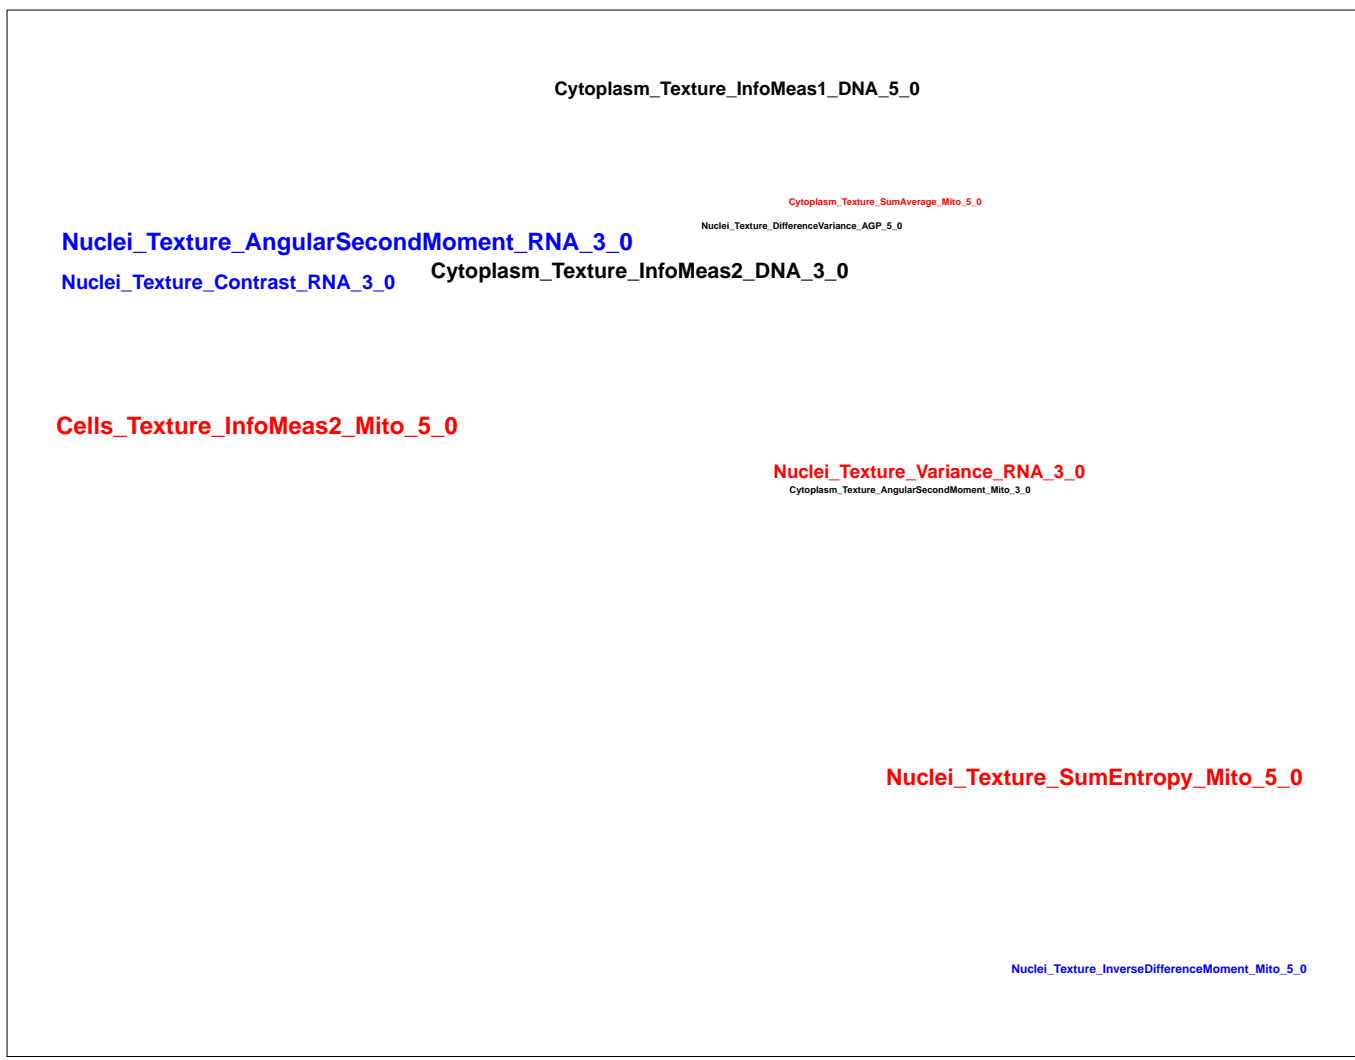 Cytoplasm_Texture_InfoMeas1_DNA_5_0
Cytoplasm_Texture_SumAverage_Mito_5_0
Nuclei_Texture_DifferenceVariance_AGP_5_0
Nuclei_Texture_AngularSecondMoment_RNA_3_0
Cytoplasm_Texture_InfoMeas2_DNA_3_0
Nuclei_Texture_Contrast_RNA_3_0
Cells_Texture_InfoMeas2_Mito_5_0
Nuclei_Texture_Variance_RNA_3_0
Cytoplasm_Texture_AngularSecondMoment_Mito_3_0
Nuclei_Texture_SumEntropy_Mito_5_0
Nuclei_Texture_InverseDifferenceMoment_Mito_5_0